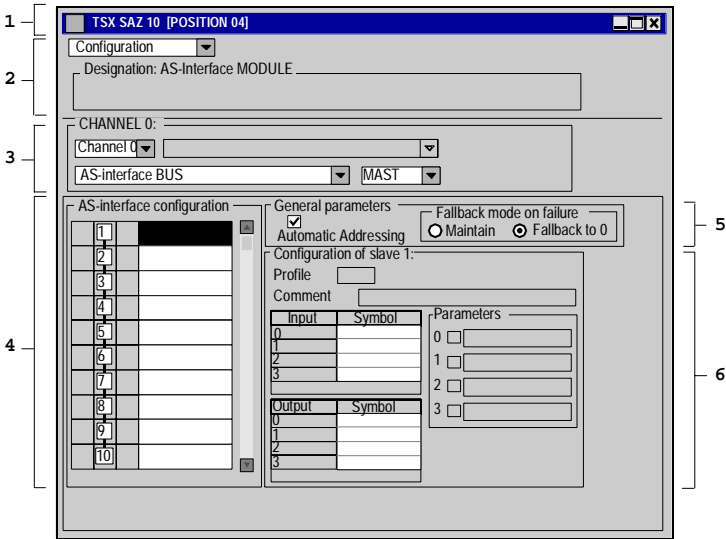 1
TSX SAZ 10 [POSITION 04]
Configuration
2
Designation: AS-Interface MODULE
CHANNEL 0:
3
Channel 0
AS-interface BUS
MAST
4
AS-interface configuration
1
2
3
4
5
6
7
8
9
10
General parameters
Automatic Addressing
Fallback mode on failure
Maintain
Fallback to 0
5
Configuration of slave 1:
Profile
Comment
Input Symbol
0
1
2
3
Output Symbol
0
1
2
3
Parameters
0
1
2
3
6